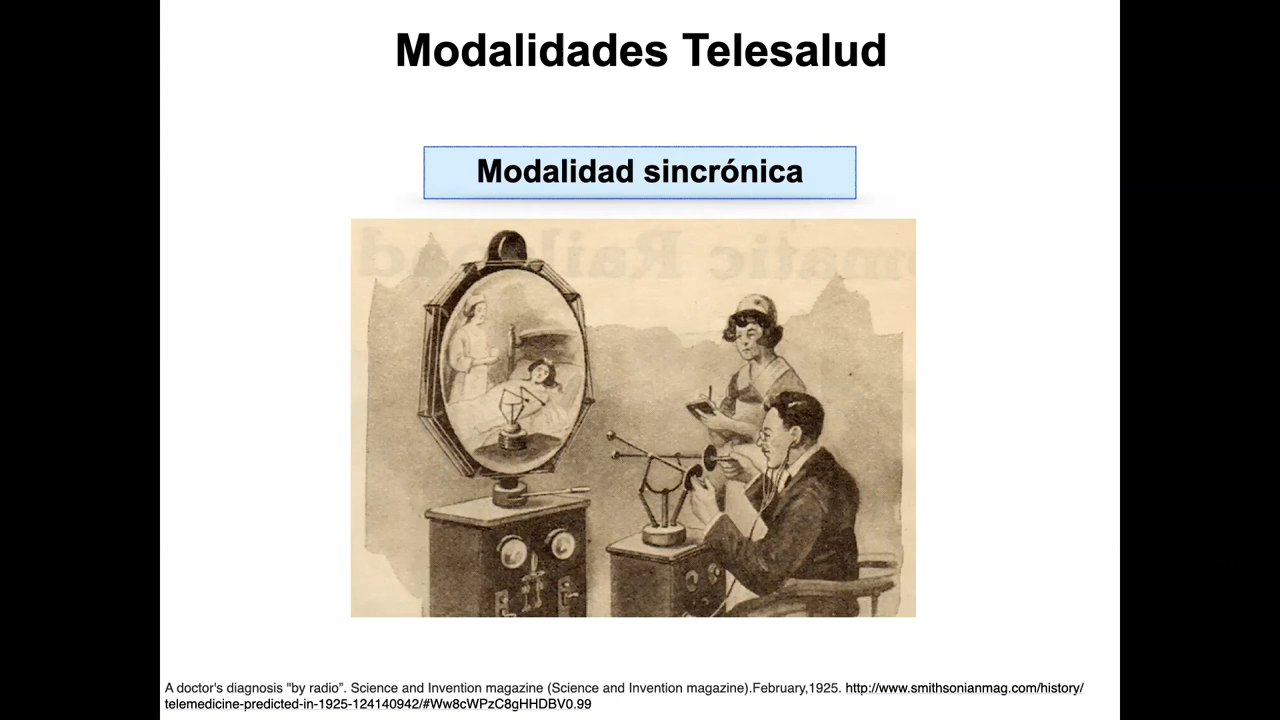 Modalidades Telesalud
Modalidad sincrónica
A doctor's diagnosis "by radio”. Science and Invention magazine (Science and Invention magazine).February,1925. http://www.smithsonianmag.com/history/
telemedicine-predicted-in-1925-124140942/#Ww8cWPzC8gHHDBV0.99